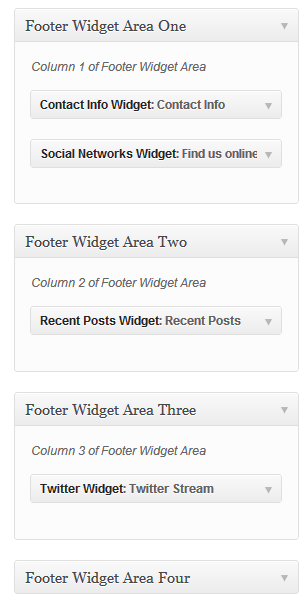 Footer Widget Area One
Column 1 of Footer Widget Area
Contact Info Widget: Contact Info
Social Networks Widget: Find us online
Footer Widget Area Two
Column 2 of Footer Widget Area
Recent Posts Widget: Recent Posts
Footer Widget Area Three
Column 3 of Footer Widget Area
Twitter Widget: Twitter Stream
Footer Widget Area Four